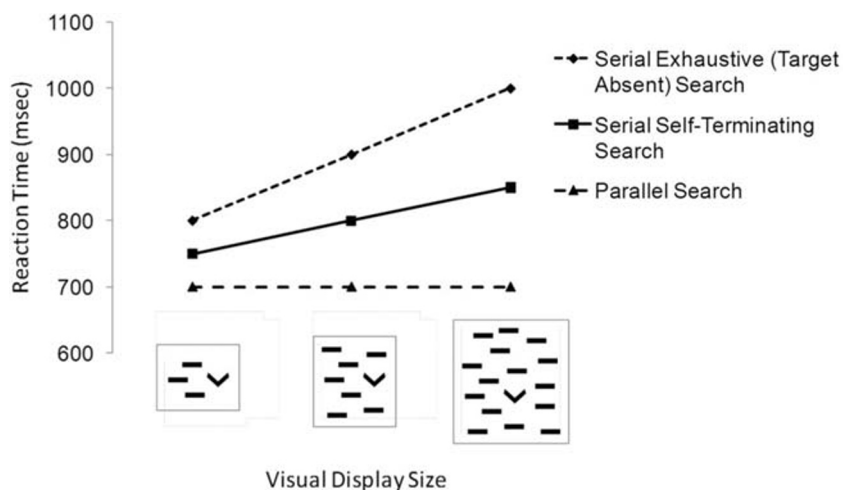 1100
1000
900
800
700
600
Reaction Time (msec)
Serial Exhaustive (Target
Absent) Search
Serial Self-Terminating
Search
Parallel Search
Visual Display Size